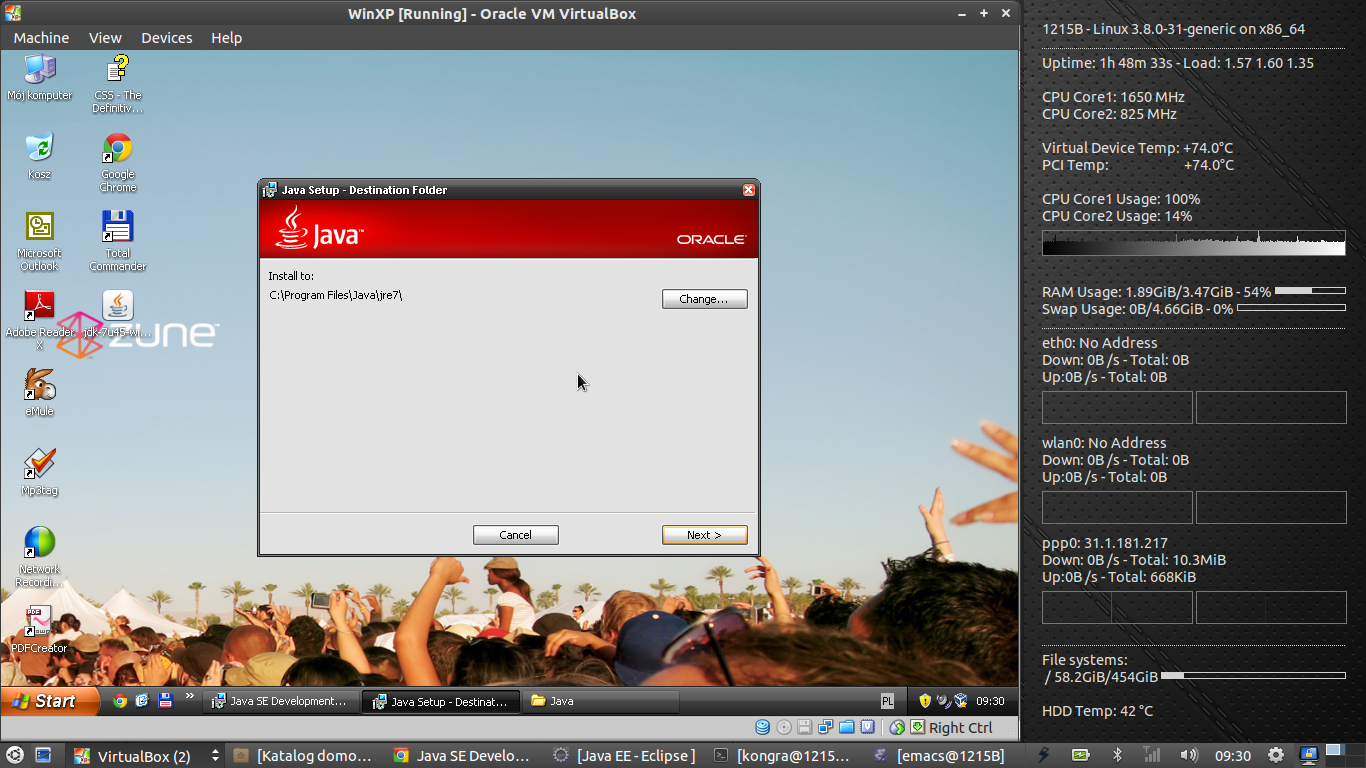 WinXP [Running] - Oracle VM VirtualBox
Machine View Devices Help
Mój komputer
CSS - The
Definitiv...
Kosz
Google
Chrome
Microsoft
Outlook
Total
Commander
Adobe Reader
X
jdk-7u45-wi...
zune™
eMule
Mp3tag
Network
Recordi...
PDF
PDFCreator
Java Setup - Destination Folder
Java™
ORACLE®
Install to:
C:\Program Files\Java\jre7\
Change...
Cancel
Next >
Start
»
Java SE Development...
Java Setup - Destinat...
Java
PL
09:30
Right Ctrl
VirtualBox (2)
[Katalog domo...
Java SE Develo...
[Java EE - Eclipse ]
[kongra@1215...
[emacs@1215B]
09:30
1215B - Linux 3.8.0-31-generic on x86_64
Uptime: 1h 48m 33s - Load: 1.57 1.60 1.35
CPU Core1: 1650 MHz
CPU Core2: 825 MHz
Virtual Device Temp: +74.0°C
PCI Temp: +74.0°C
CPU Core1 Usage: 100%
CPU Core2 Usage: 14%
RAM Usage: 1.89GiB/3.47GiB - 54%
Swap Usage: 0B/4.66GiB - 0%
eth0: No Address
Down: 0B /s - Total: 0B
Up:0B /s - Total: 0B
wlan0: No Address
Down: 0B /s - Total: 0B
Up:0B /s - Total: 0B
ppp0: 31.1.181.217
Down: 0B /s - Total: 10.3MiB
Up:0B /s - Total: 668KiB
File systems:
/ 58.2GiB/454GiB
HDD Temp: 42 °C